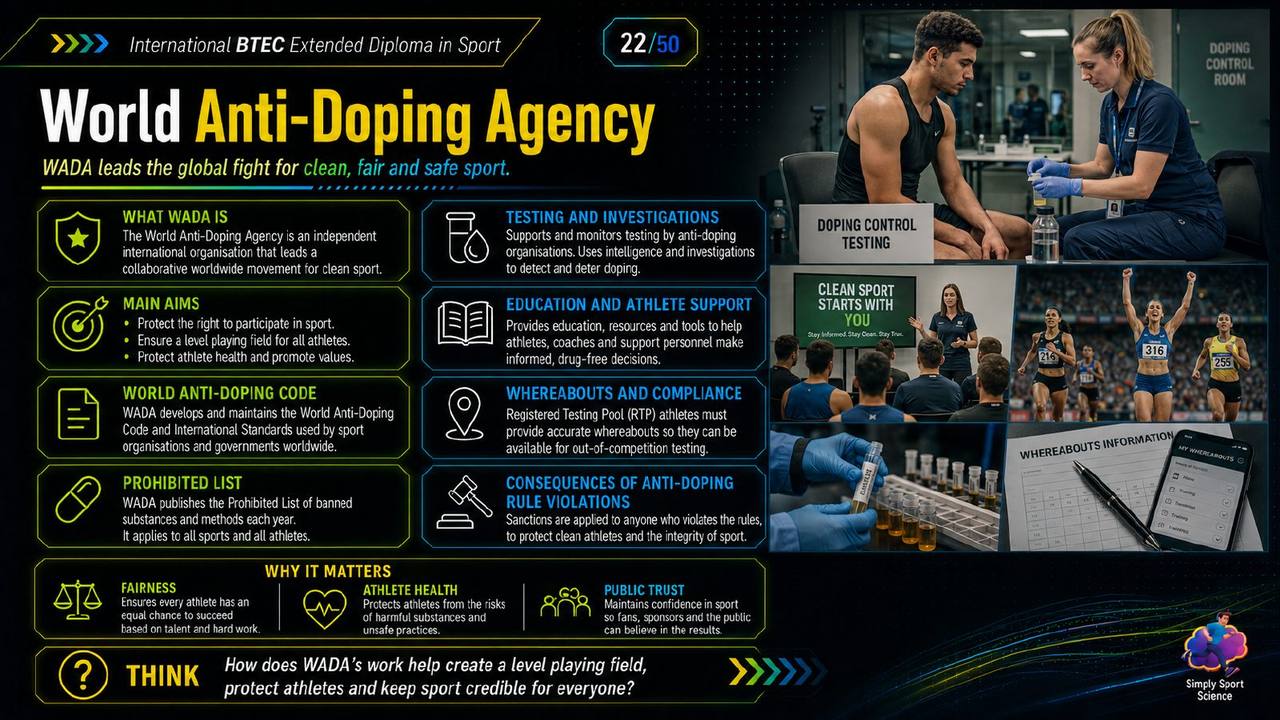 International BTEC Extended Diploma in Sport
22/50
World Anti-Doping Agency
WADA leads the global fight for clean, fair and safe sport.
WHAT WADA IS
The World Anti-Doping Agency is an independent
international organisation that leads a
collaborative worldwide movement for clean sport.
MAIN AIMS
• Protect the right to participate in sport.
• Ensure a level playing field for all athletes.
• Protect athlete health and promote values.
WORLD ANTI-DOPING CODE
WADA develops and maintains the World Anti-Doping
Code and International Standards used by sport
organisations and governments worldwide.
PROHIBITED LIST
WADA publishes the Prohibited List of banned
substances and methods each year.
It applies to all sports and all athletes.
TESTING AND INVESTIGATIONS
Supports and monitors testing by anti-doping
organisations. Uses intelligence and investigations
to detect and deter doping.
EDUCATION AND ATHLETE SUPPORT
Provides education, resources and tools to help
athletes, coaches and support personnel make
informed, drug-free decisions.
WHEREABOUTS AND COMPLIANCE
Registered Testing Pool (RTP) athletes must
provide accurate whereabouts so they can be
available for out-of-competition testing.
CONSEQUENCES OF ANTI-DOPING
RULE VIOLATIONS
Sanctions are applied to anyone who violates the rules,
to protect clean athletes and the integrity of sport.
WHY IT MATTERS
FAIRNESS
Ensures every athlete has an
equal chance to succeed
based on talent and hard work.
ATHLETE HEALTH
Protects athletes from the risks
of harmful substances and
unsafe practices.
PUBLIC TRUST
Maintains confidence in sport
so fans, sponsors and the public
can believe in the results.
?
THINK
How does WADA's work help create a level playing field,
protect athletes and keep sport credible for everyone?
DOPING
CONTROL
ROOM
DOPING CONTROL
TESTING
CLEAN SPORT
STARTS WITH
YOU
Stay Informed. Stay Clean. Stay True.
216
316
255
WHEREABOUTS INFORMATION
MY WHEREABOUTS
Simply Sport
Science